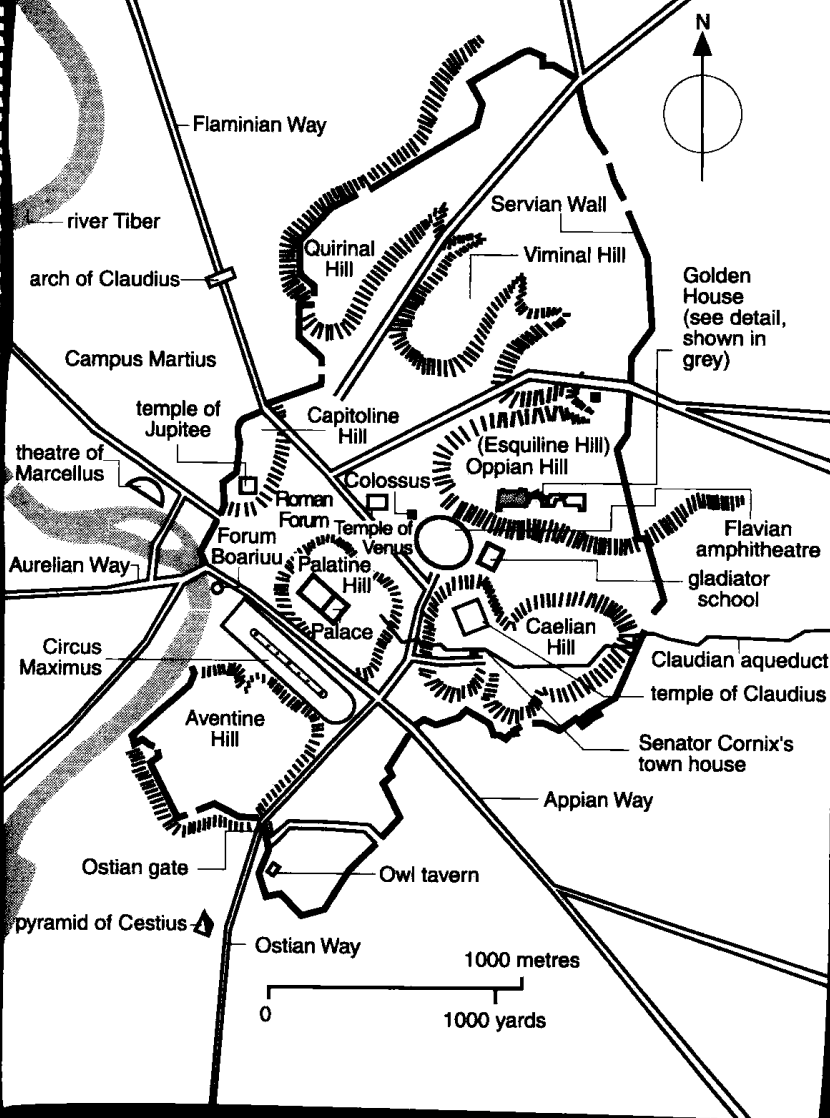 N
Flaminian Way
Servian Wall
river Tiber
Quirinal
Hill
Viminal Hill
arch of Claudius
Golden
House
(see detail,
shown in
grey)
Campus Martius
temple of
Jupitee
Capitoline
Hill
theatre of
Marcellus
(Esquiline Hill)
Oppian Hill
Colossus
Roman
Forum
Temple of
Venus
Flavian
amphitheatre
Forum
Boariuu
Aurelian Way
Palatine
Hill
gladiator
school
Palace
Caelian
Hill
Circus
Maximus
Claudian aqueduct
temple of Claudius
Aventine
Hill
Senator Cornix's
town house
Appian Way
Ostian gate
Owl tavern
pyramid of Cestius
Ostian Way
1000 metres
0
1000 yards